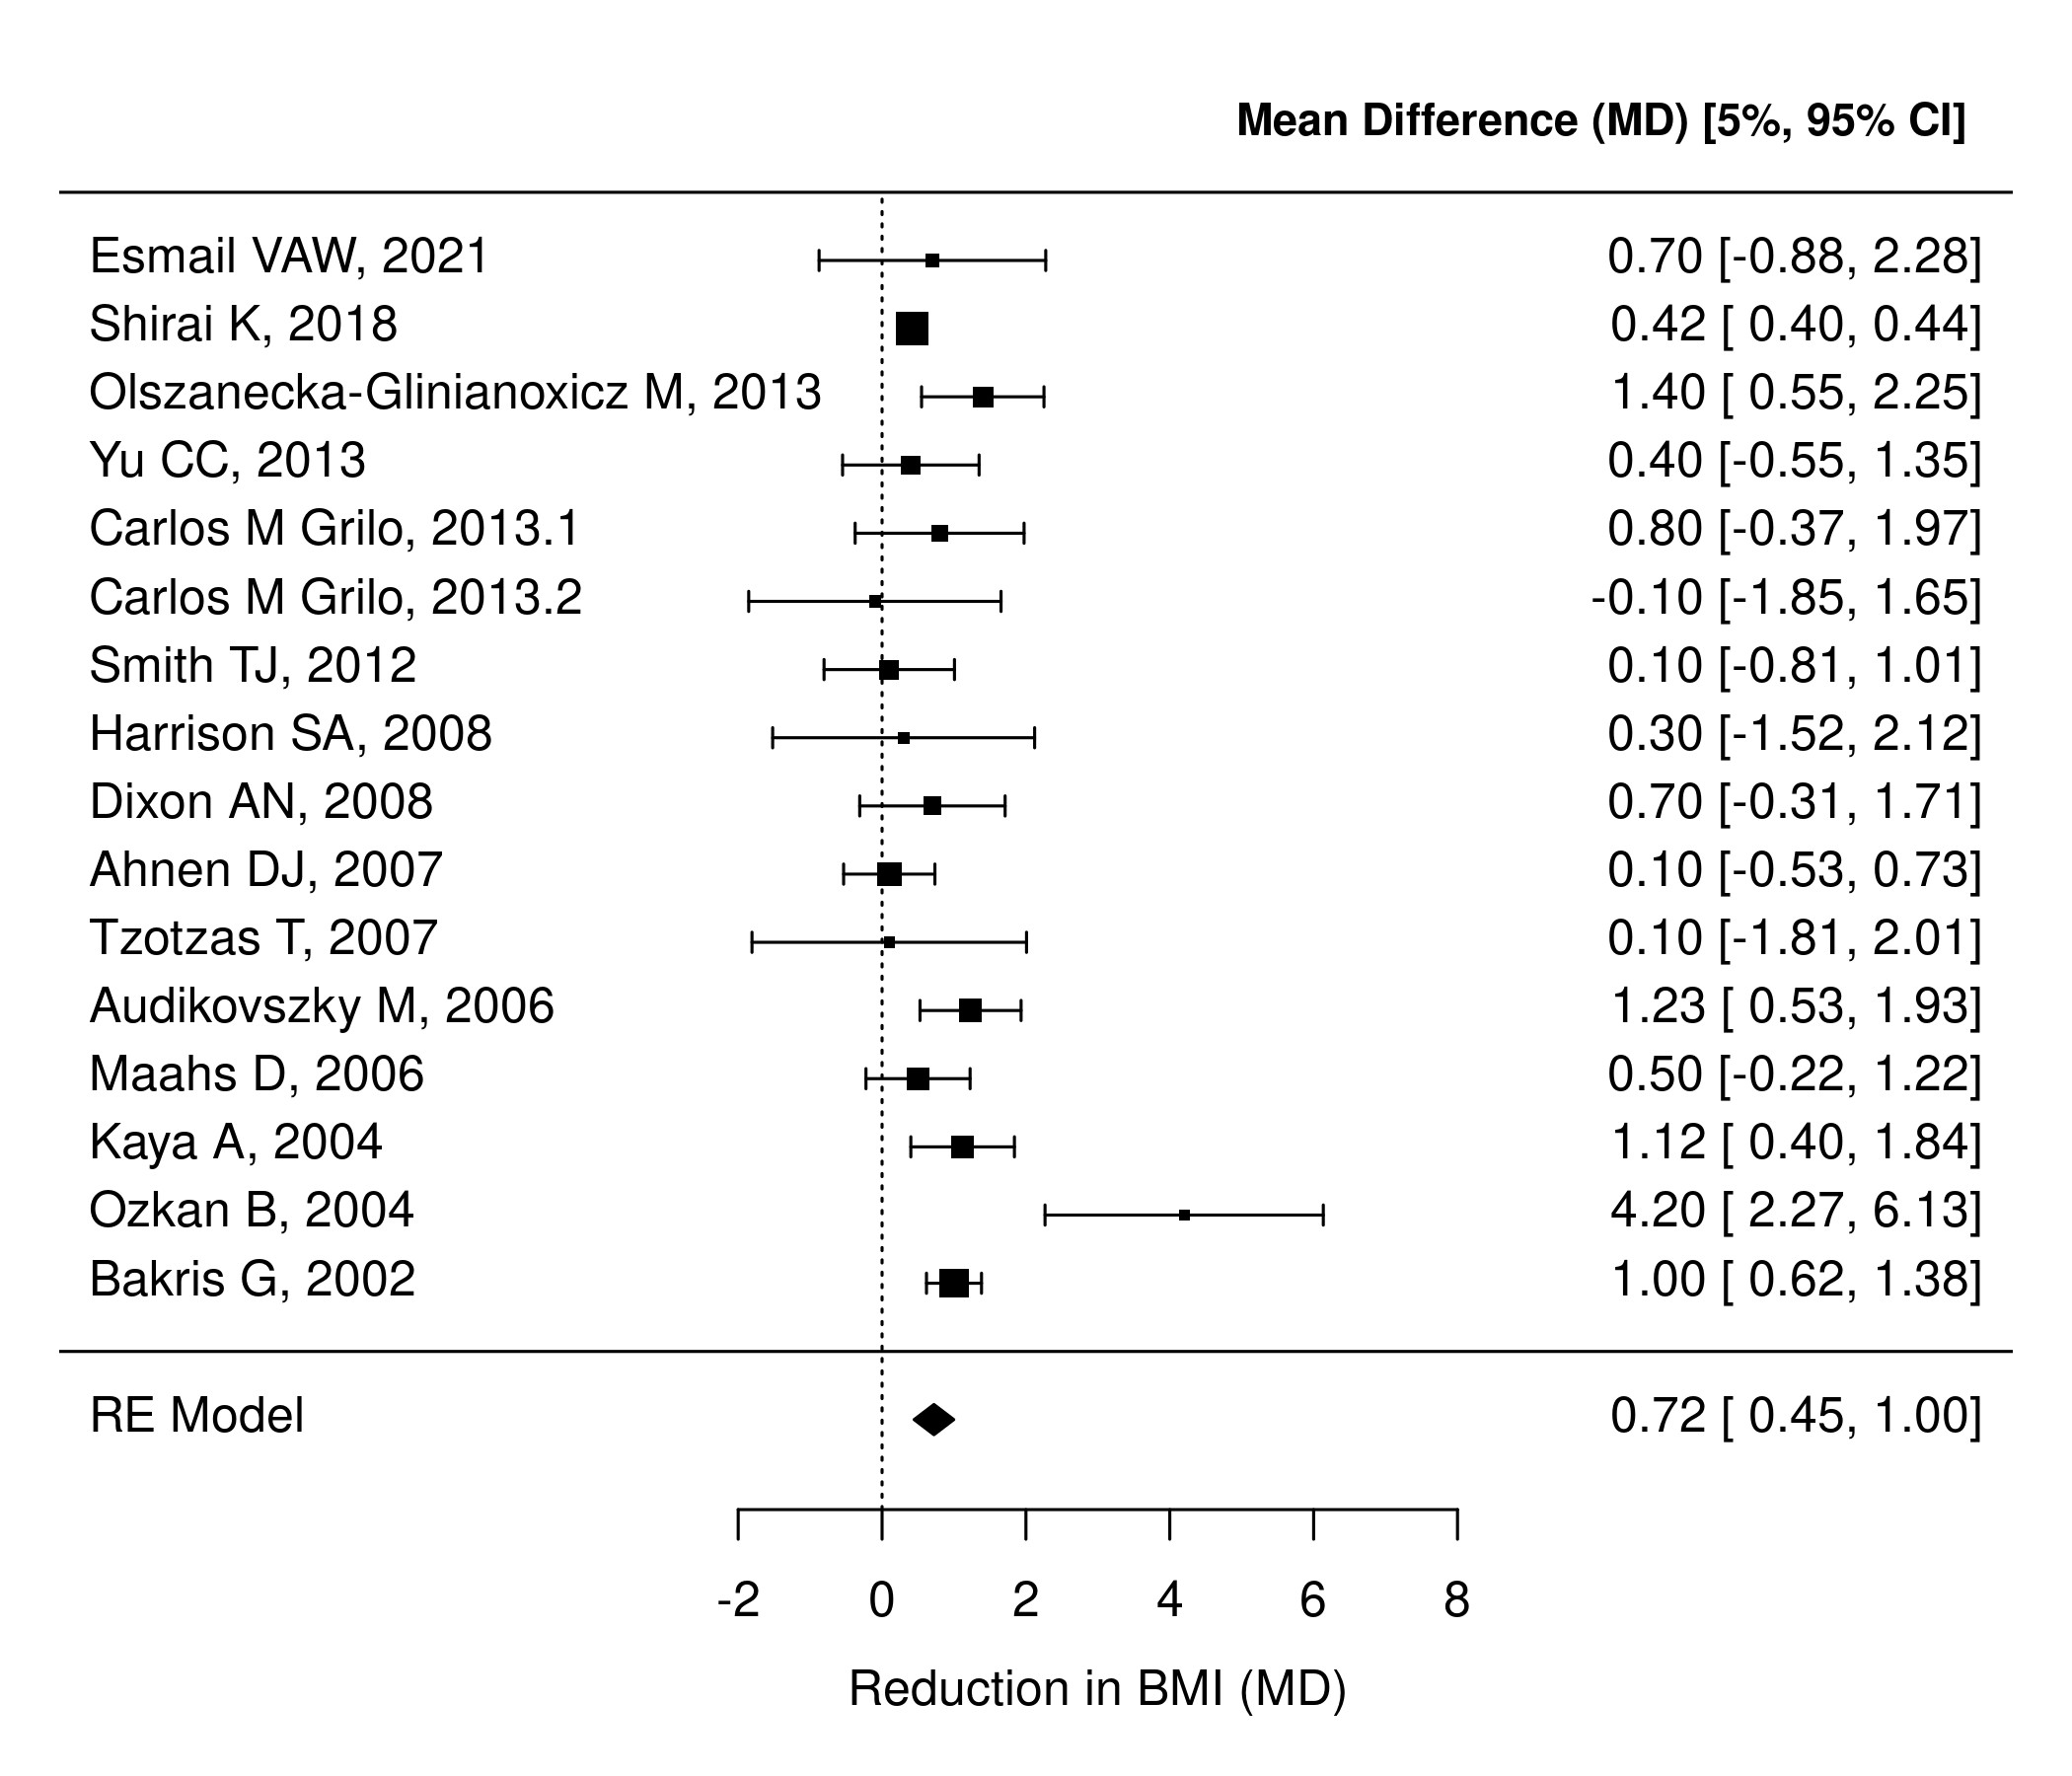 Mean Difference (MD) [5%, 95% CI]
Esmail VAW, 2021 0.70 [-0.88, 2.28]
Shirai K, 2018 0.42 [ 0.40, 0.44]
Olszanecka-Glinianoxicz M, 2013 1.40 [ 0.55, 2.25]
Yu CC, 2013 0.40 [-0.55, 1.35]
Carlos M Grilo, 2013.1 0.80 [-0.37, 1.97]
Carlos M Grilo, 2013.2 -0.10 [-1.85, 1.65]
Smith TJ, 2012 0.10 [-0.81, 1.01]
Harrison SA, 2008 0.30 [-1.52, 2.12]
Dixon AN, 2008 0.70 [-0.31, 1.71]
Ahnen DJ, 2007 0.10 [-0.53, 0.73]
Tzotzas T, 2007 0.10 [-1.81, 2.01]
Audikovszky M, 2006 1.23 [ 0.53, 1.93]
Maahs D, 2006 0.50 [-0.22, 1.22]
Kaya A, 2004 1.12 [ 0.40, 1.84]
Ozkan B, 2004 4.20 [ 2.27, 6.13]
Bakris G, 2002 1.00 [ 0.62, 1.38]
RE Model 0.72 [ 0.45, 1.00]
-2 0 2 4 6 8
Reduction in BMI (MD)